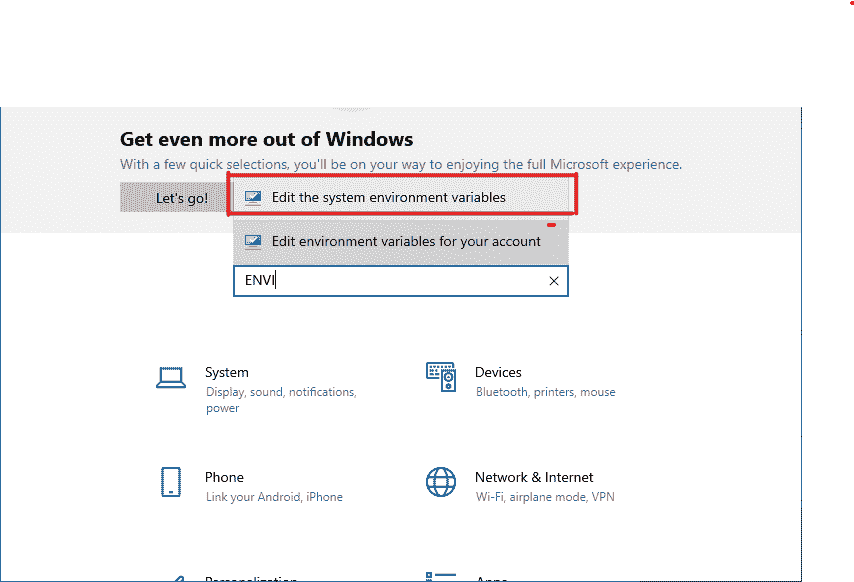 Get even more out of Windows
With a few quick selections, you'll be on your way to enjoying the full Microsoft experience.
Let's go!
Edit the system environment variables
Edit environment variables for your account
ENVI
System
Display, sound, notifications,
power
Devices
Bluetooth, printers, mouse
Phone
Link your Android, iPhone
Network & Internet
Wi-Fi, airplane mode, VPN
Personalization
Apps